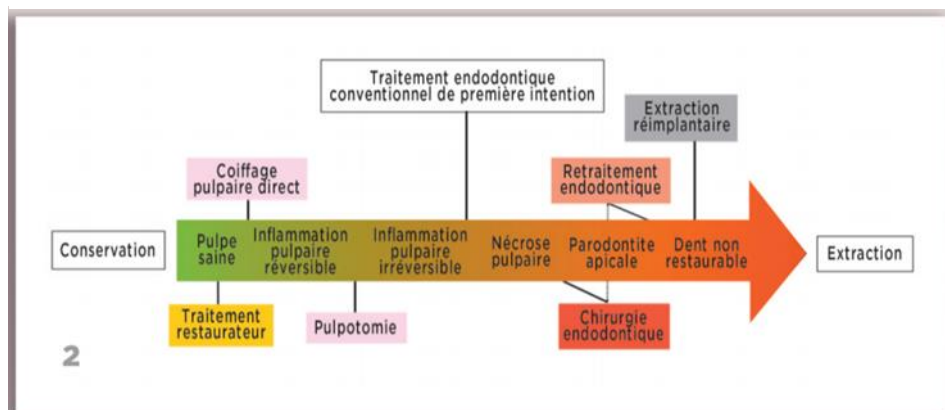 Traitement endodontique
conventionnel de première intention
Extraction
réimplantaire
Coiffage
pulpaire direct
Retraitement
endodontique
Conservation
Pulpe
saine
Inflammation
pulpaire
réversible
Inflammation
pulpaire
irréversible
Nécrose
pulpaire
Parodontite
apicale
Dent non
restaurable
Extraction
Traitement
restaurateur
Pulpotomie
Chirurgie
endodontique
2